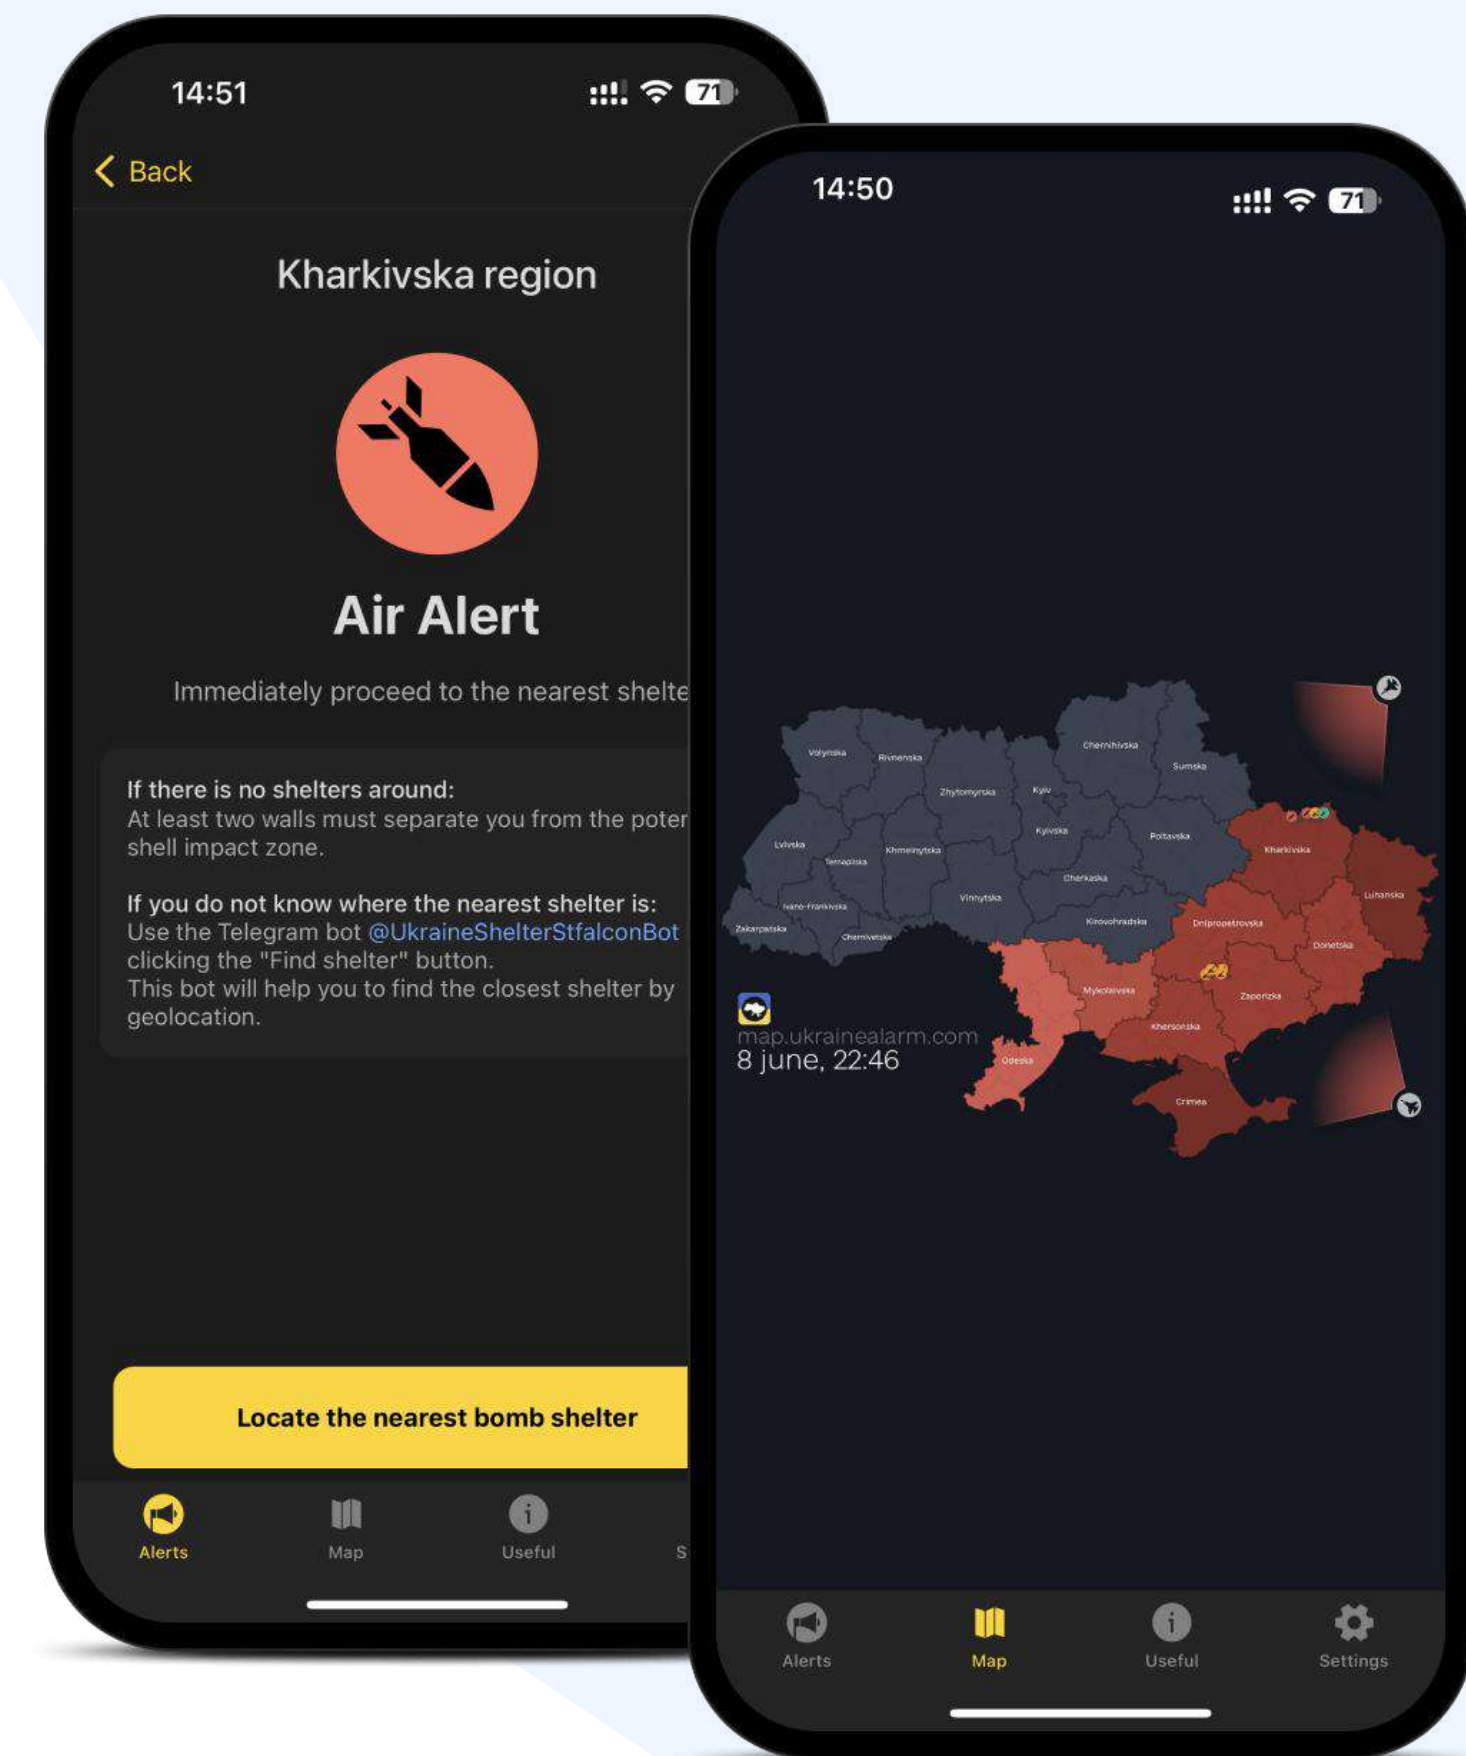 14:51
71
Back
Kharkivska region
Air Alert
Immediately proceed to the nearest shelte
If there is no shelters around:
At least two walls must separate you from the poter
shell impact zone.
If you do not know where the nearest shelter is:
Use the Telegram bot @UkraineShelterStfalconBot
clicking the "Find shelter" button.
This bot will help you to find the closest shelter by
geolocation.
Locate the nearest bomb shelter
Alerts
Map
Useful
S
14:50
71
Volynska
Rivnenska
Zhytomyrska
Kyiv
Chernihivska
Sumska
Lvivska
Ternopilska
Khmelnytska
Kyivska
Poltavska
Kharkivska
Ivano-Frankivska
Vinnytska
Cherkaska
Luhanska
Zakarpatska
Chernivetska
Kirovohradska
Dnipropetrovska
Donetska
Mykolaivska
Zaporizka
Khersonska
Odeska
Crimea
map.ukrainealarm.com
8 june, 22:46
Alerts
Map
Useful
Settings